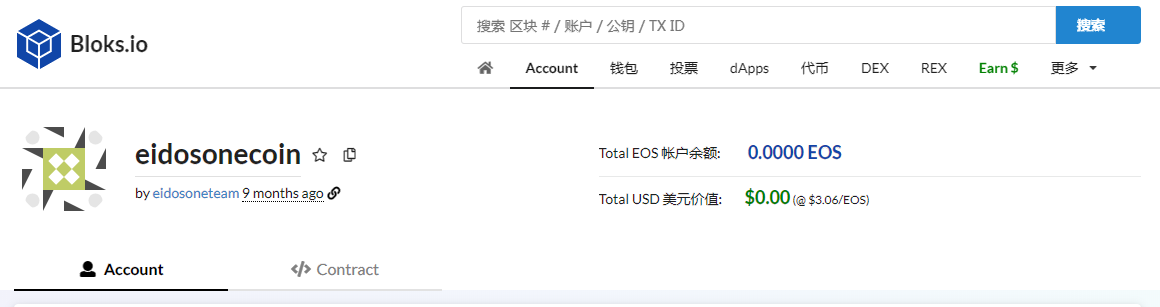 Bloks.io
搜索 区块 # / 账户 / 公钥 / TX ID
搜索
Account 钱包 投票 dApps 代币 DEX REX Earn $ 更多
eidosonecoin
by eidosoneteam 9 months ago
Total EOS 帐户余额: 0.0000 EOS
Total USD 美元价值: $0.00 (@ $3.06/EOS)
Account
Contract